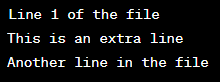 Line 1 of the file
This is an extra line
Another line in the file